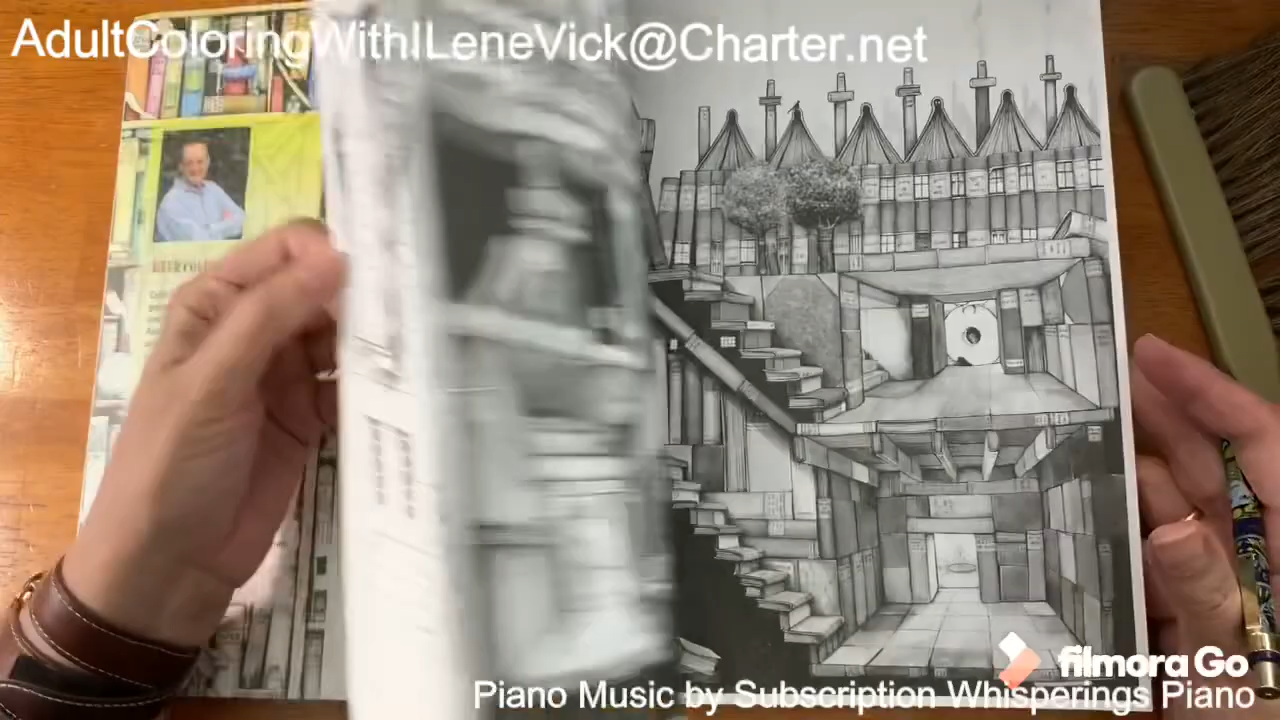 AdultColoringWithILeneVick@Charter.net
filmora Go
Piano Music by Subscription Whisperings Piano